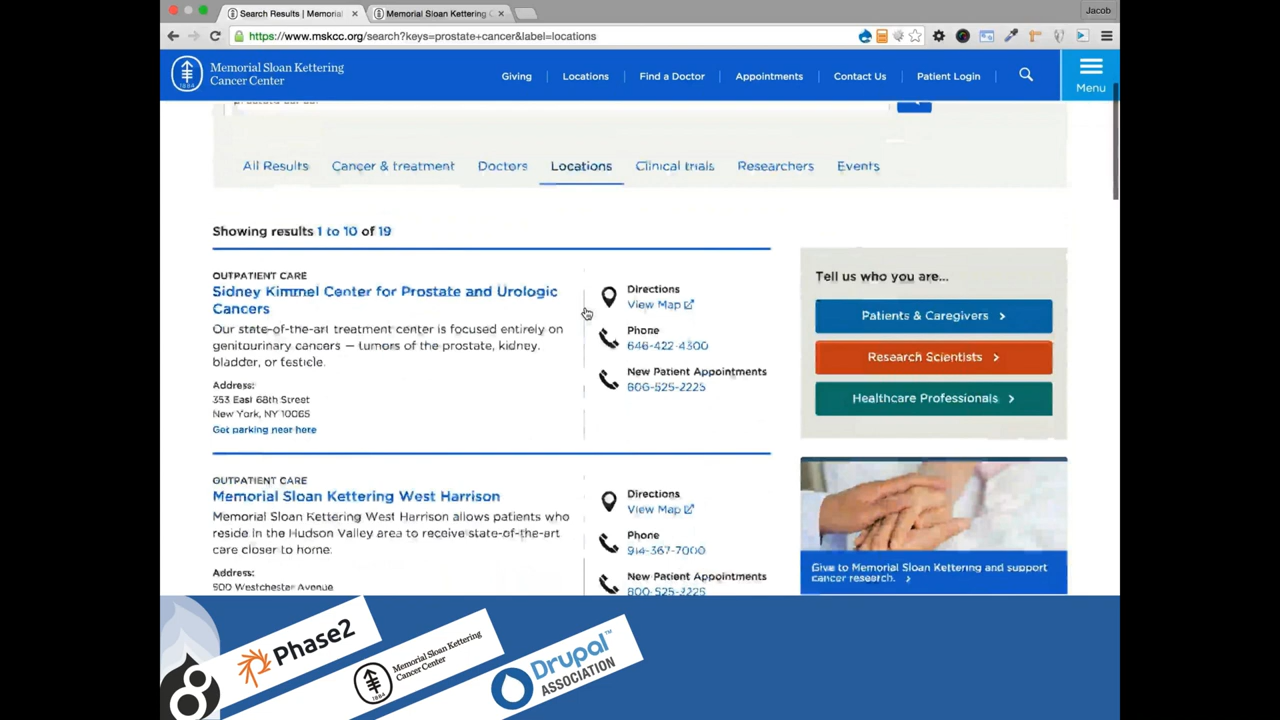 Search Results | Memorial
Memorial Sloan Kettering C
Jacob
https://www.mskcc.org/search?keys=prostate+cancer&label=locations
Memorial Sloan Kettering
Cancer Center
Giving
Locations
Find a Doctor
Appointments
Contact Us
Patient Login
Menu
All Results
Cancer & treatment
Doctors
Locations
Clinical trials
Researchers
Events
Showing results 1 to 10 of 19
OUTPATIENT CARE
Sidney Kimmel Center for Prostate and Urologic
Cancers
Our state-of-the-art treatment center is focused entirely on
genitourinary cancers — tumors of the prostate, kidney,
bladder, or testicle.
Address:
353 East 68th Street
New York, NY 10065
Get parking near here
Directions
View Map
Phone
646-422-4300
New Patient Appointments
OUTPATIENT CARE
Memorial Sloan Kettering West Harrison
Memorial Sloan Kettering West Harrison allows patients who
reside in the Hudson Valley area to receive state-of-the-art
care closer to home.
Address:
500 Westchester Avenue
Directions
View Map
Phone
914-367-7000
New Patient Appointments
Tell us who you are...
Patients & Caregivers
Research Scientists
Healthcare Professionals
Give to Memorial Sloan Kettering and support
cancer research.
8
Phase2
1884
Memorial Sloan Kettering
Cancer Center
Drupal™
ASSOCIATION